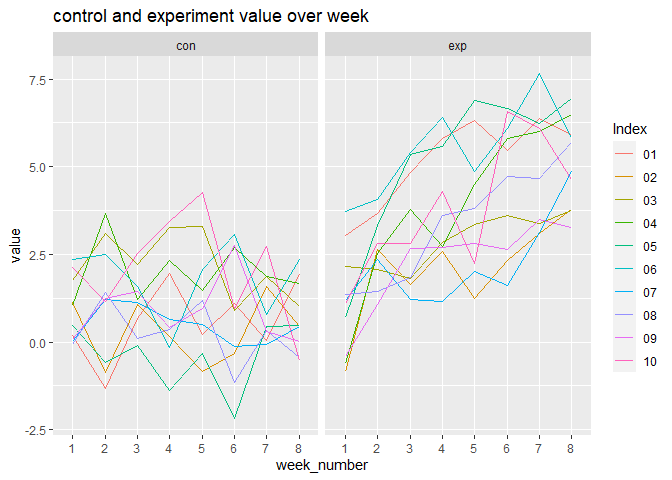 control and experiment value over week
con
exp
value
7.5
5.0
2.5
0.0
-2.5
1 2 3 4 5 6 7 8
1 2 3 4 5 6 7 8
week_number
Index
01
02
03
04
05
06
07
08
09
10